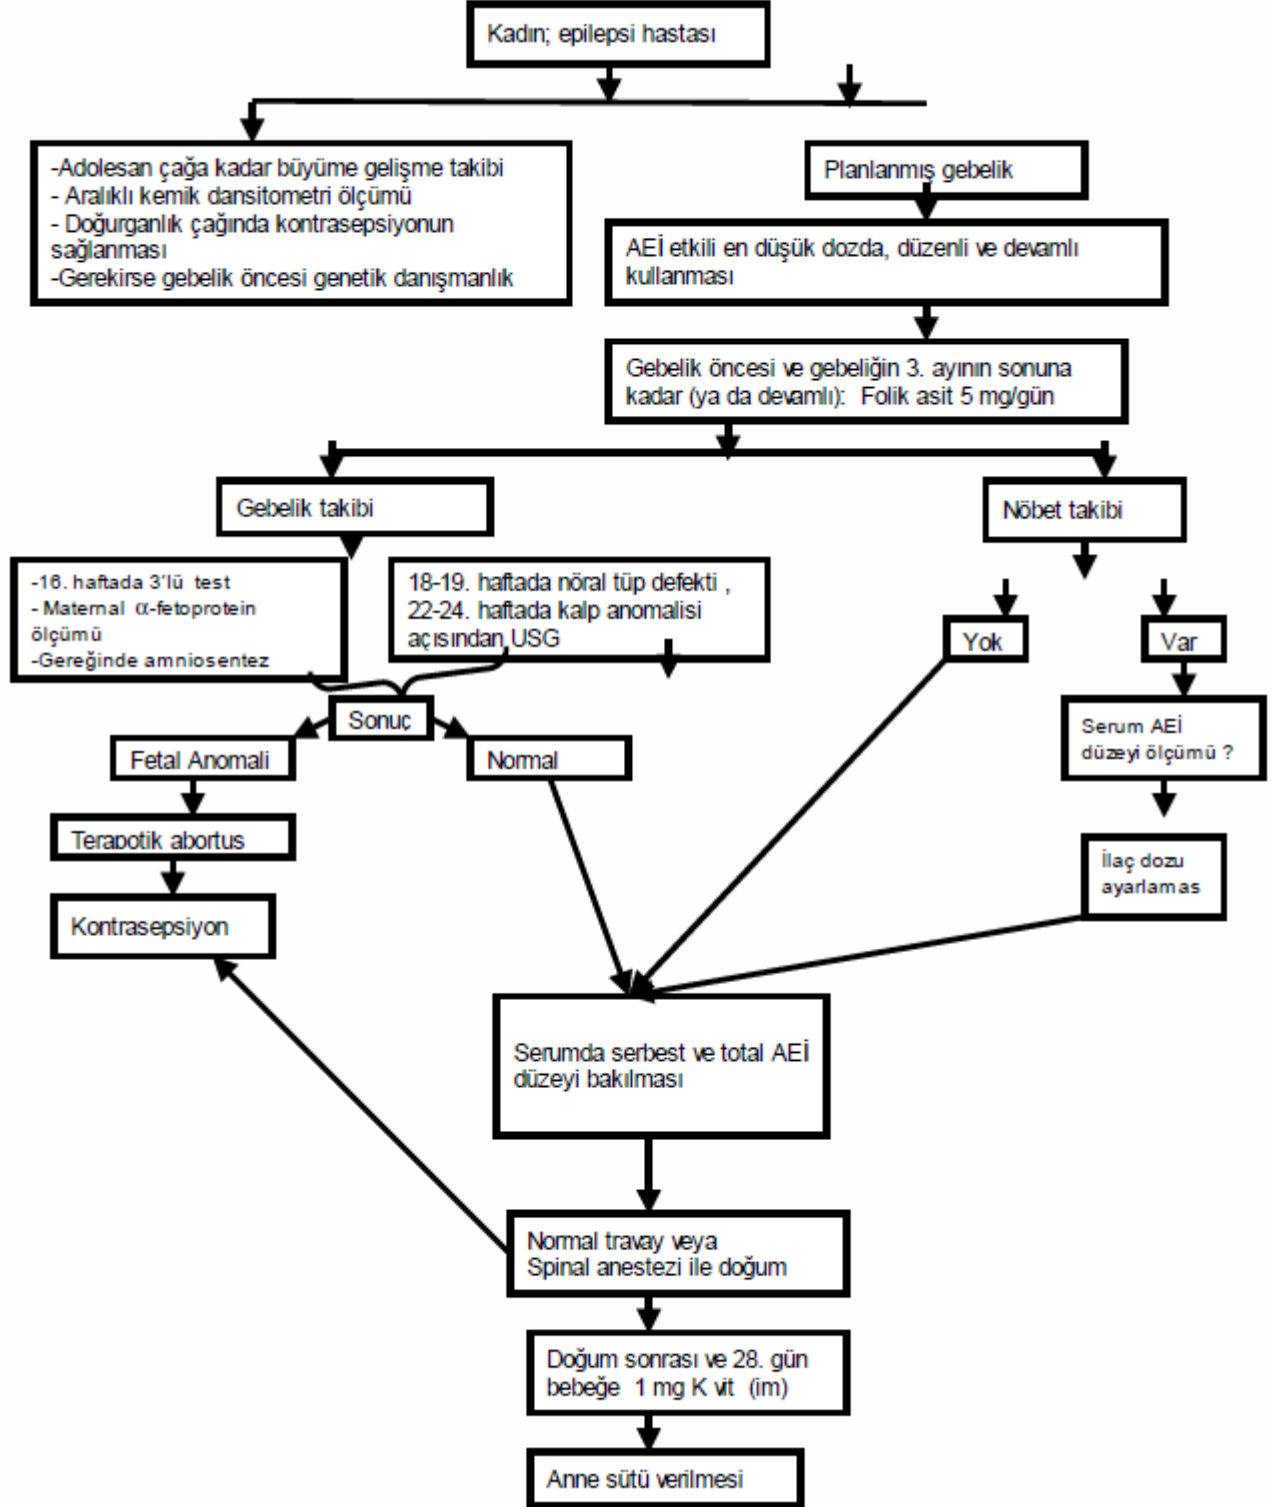 Kadın; epilepsi hastası
-Adolesan çağa kadar büyüme gelişme takibi
- Aralıklı kemik dansitometri ölçümü
- Doğurganlık çağında kontrasepsiyonun
sağlanması
-Gerekirse gebelik öncesi genetik danışmanlık
Planlanmış gebelik
AEİ etkili en düşük dozda, düzenli ve devamlı
kullanması
Gebelik öncesi ve gebeliğin 3. ayının sonuna
kadar (ya da devamlı): Folik asit 5 mg/gün
Gebelik takibi
Nöbet takibi
-16. haftada 3'lü test
- Maternal α-fetoprotein
ölçümü
-Gereğinde amniosentez
18-19. haftada nöral tüp defekti ,
22-24. haftada kalp anomalisi
açısından USG
Yok
Var
Sonuç
Serum AEİ
düzeyi ölçümü ?
Fetal Anomali
Normal
Terapotik abortus
İlaç dozu
ayarlamas
Kontrasepsiyon
Serumda serbest ve total AEİ
düzeyi bakılması
Normal travay veya
Spinal anestezi ile doğum
Doğum sonrası ve 28. gün
bebeğe 1 mg K vit (im)
Anne sütü verilmesi